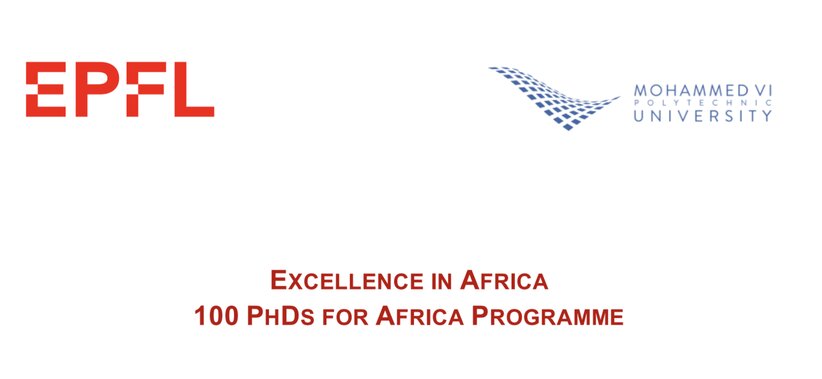 EPFL
MOHAMMED VI
POLYTECHNIC
UNIVERSITY
EXCELLENCE IN AFRICA
100 PHDS FOR AFRICA PROGRAMME